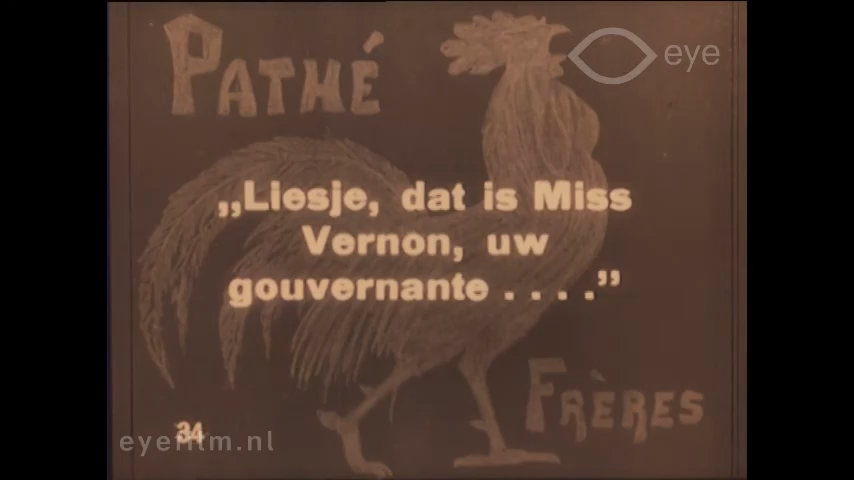 PATHÉ
eye
„Liesje, dat is Miss
Vernon, uw
gouvernante . . . .”
FRÈRES
34
eyefilm.nl